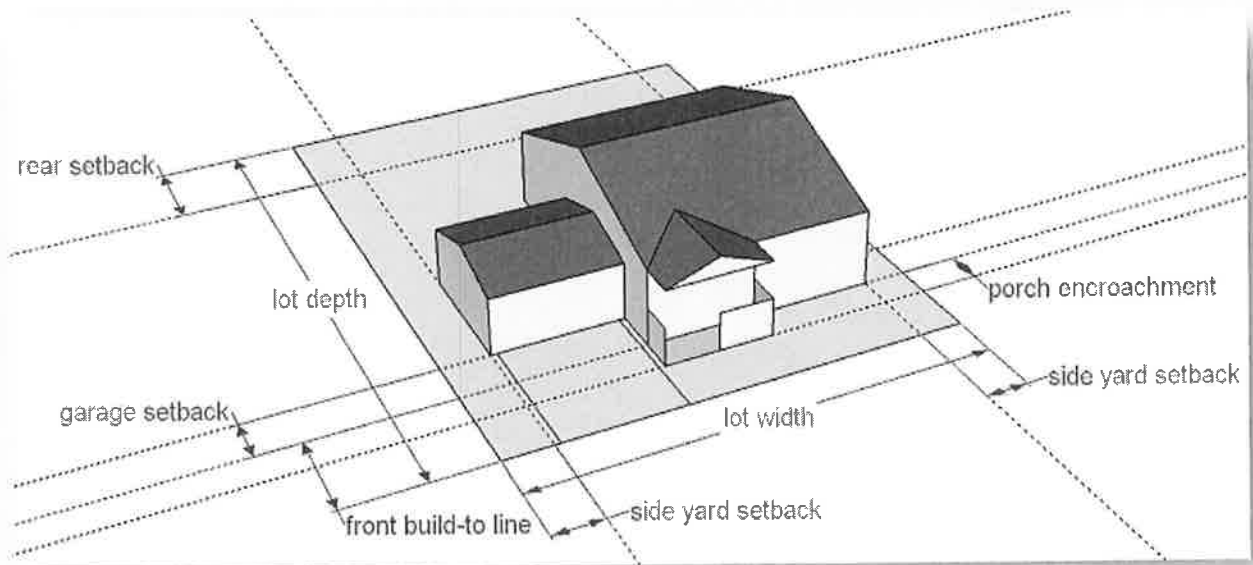 rear setback
lot depth
porch encroachment
side yard setback
garage setback
lot width
side yard setback
front build-to line